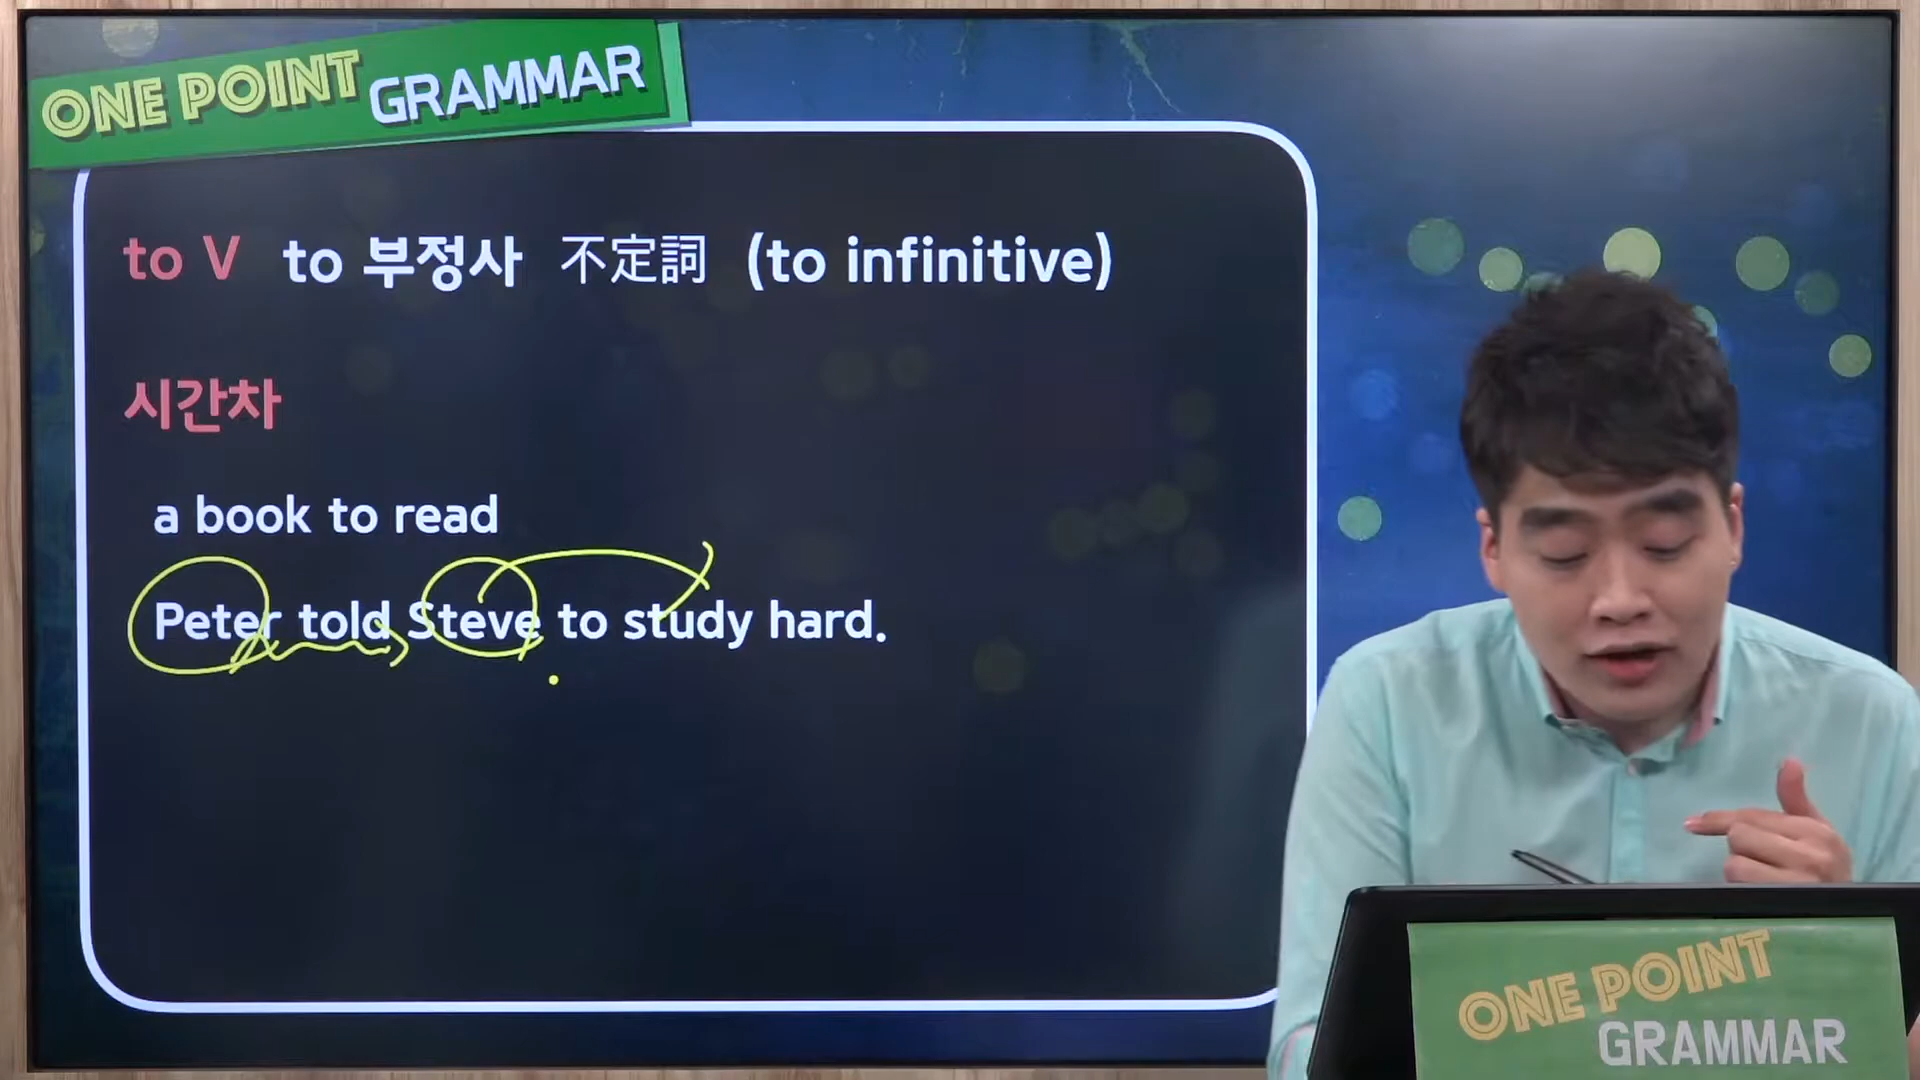 ONE POINT GRAMMAR
to V to 부정사 不定詞 (to infinitive)
시간차
a book to read
Peter told Steve to study hard.
ONE POINT
GRAMMAR